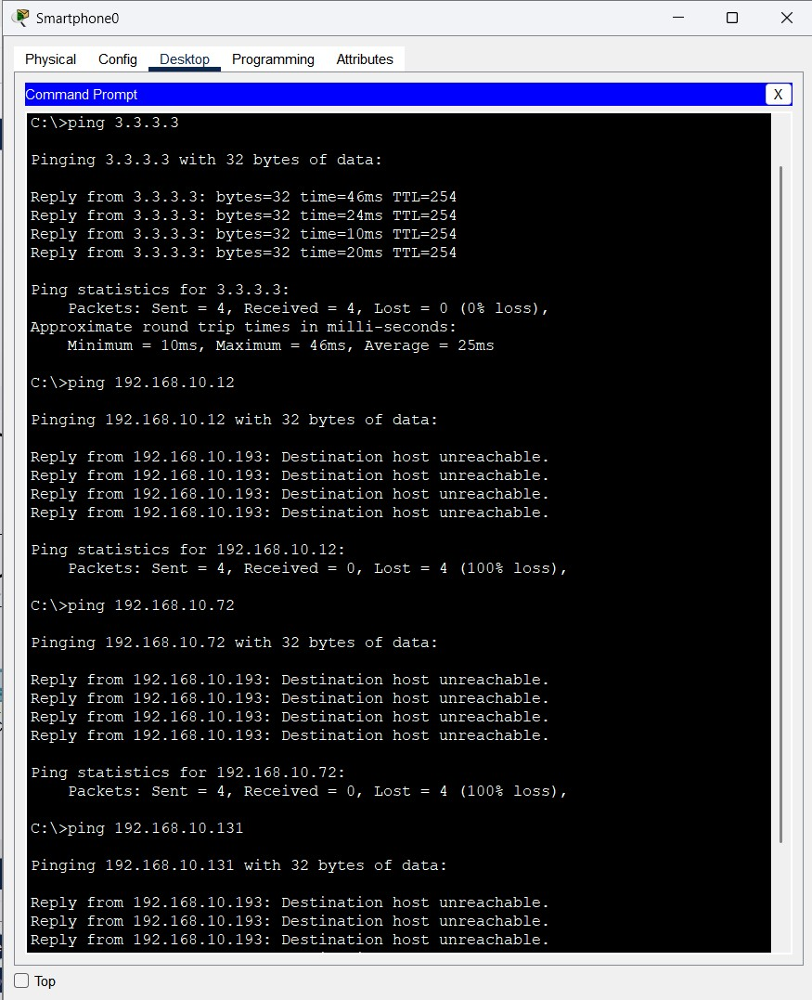 Smartphone0
Physical Config Desktop Programming Attributes
Command Prompt X
C:\>ping 3.3.3.3
Pinging 3.3.3.3 with 32 bytes of data:
Reply from 3.3.3.3: bytes=32 time=46ms TTL=254
Reply from 3.3.3.3: bytes=32 time=24ms TTL=254
Reply from 3.3.3.3: bytes=32 time=10ms TTL=254
Reply from 3.3.3.3: bytes=32 time=20ms TTL=254
Ping statistics for 3.3.3.3:
Packets: Sent = 4, Received = 4, Lost = 0 (0% loss),
Approximate round trip times in milli-seconds:
Minimum = 10ms, Maximum = 46ms, Average = 25ms
C:\>ping 192.168.10.12
Pinging 192.168.10.12 with 32 bytes of data:
Reply from 192.168.10.193: Destination host unreachable.
Reply from 192.168.10.193: Destination host unreachable.
Reply from 192.168.10.193: Destination host unreachable.
Reply from 192.168.10.193: Destination host unreachable.
Ping statistics for 192.168.10.12:
Packets: Sent = 4, Received = 0, Lost = 4 (100% loss),
C:\>ping 192.168.10.72
Pinging 192.168.10.72 with 32 bytes of data:
Reply from 192.168.10.193: Destination host unreachable.
Reply from 192.168.10.193: Destination host unreachable.
Reply from 192.168.10.193: Destination host unreachable.
Reply from 192.168.10.193: Destination host unreachable.
Ping statistics for 192.168.10.72:
Packets: Sent = 4, Received = 0, Lost = 4 (100% loss),
C:\>ping 192.168.10.131
Pinging 192.168.10.131 with 32 bytes of data:
Reply from 192.168.10.193: Destination host unreachable.
Reply from 192.168.10.193: Destination host unreachable.
Reply from 192.168.10.193: Destination host unreachable.
Top